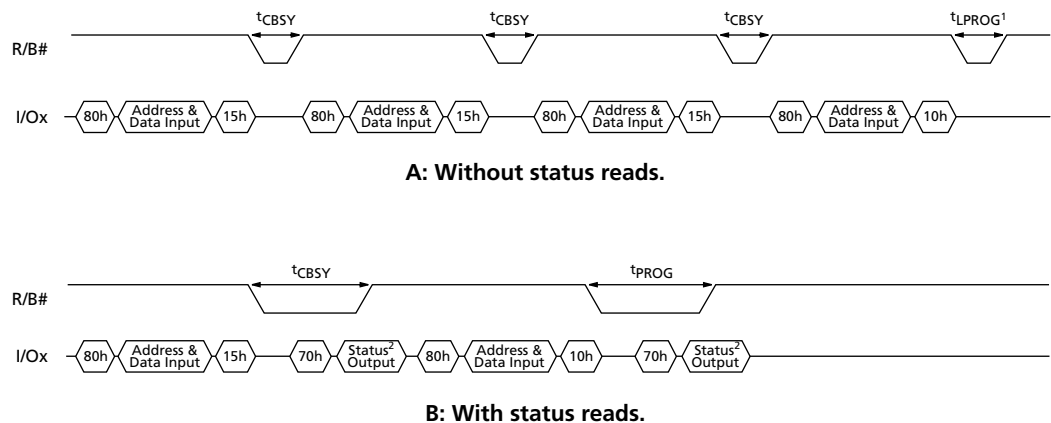 tCBSY tCBSY tCBSY tLPROG1
R/B#
I/Ox 80h Address & Data Input 15h 80h Address & Data Input 15h 80h Address & Data Input 15h 80h Address & Data Input 10h
A: Without status reads.
tCBSY tPROG
R/B#
I/Ox 80h Address & Data Input 15h 70h Status2 Output 80h Address & Data Input 10h 70h Status2 Output
B: With status reads.